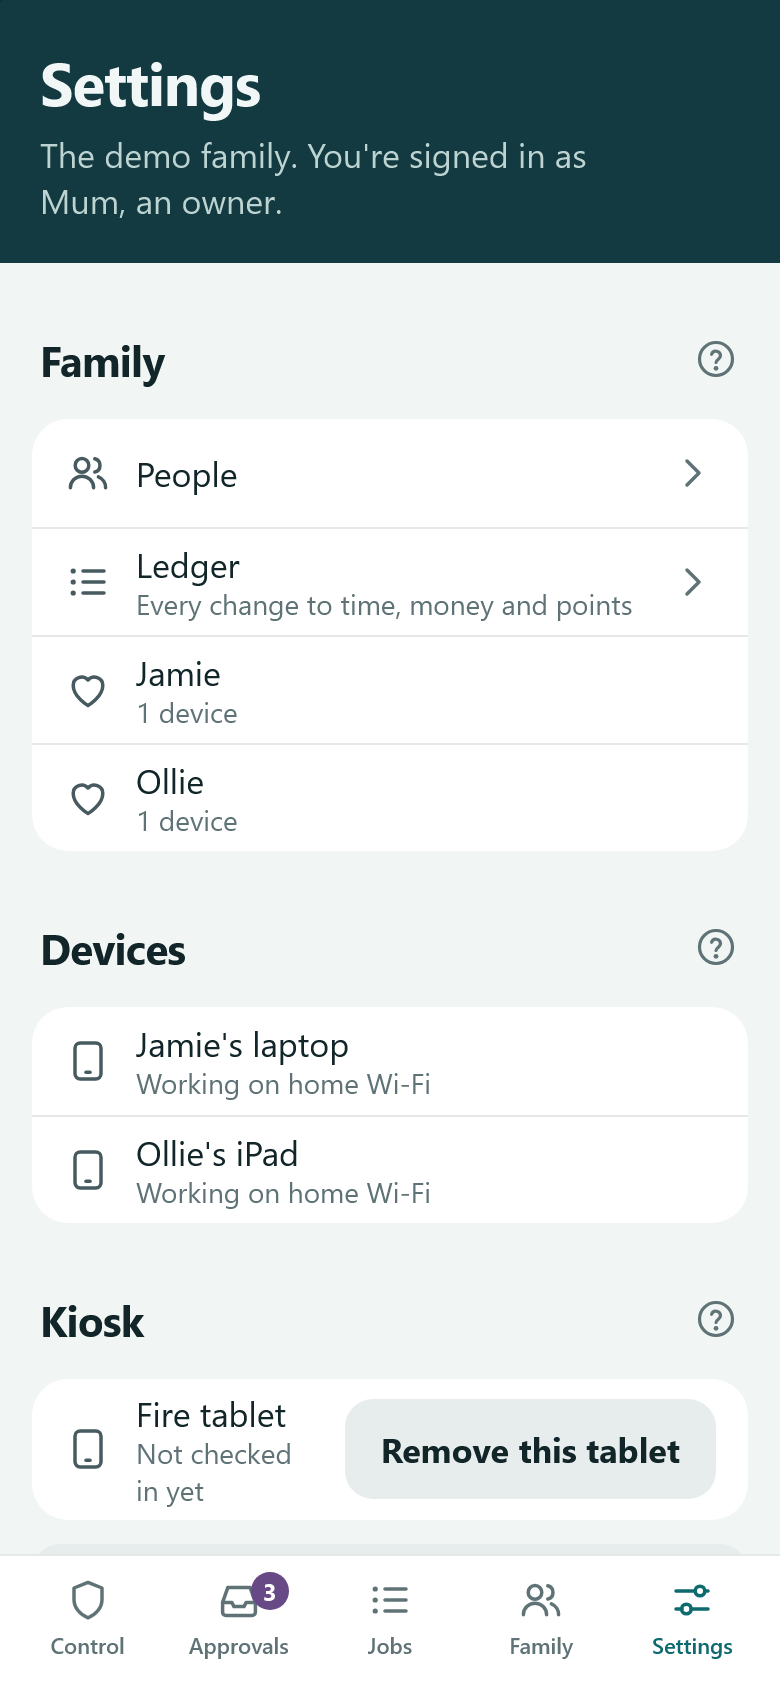 Settings
The demo family. You're signed in as
Mum, an owner.
Family
People
Ledger
Every change to time, money and points
Jamie
1 device
Ollie
1 device
Devices
Jamie's laptop
Working on home Wi-Fi
Ollie's iPad
Working on home Wi-Fi
Kiosk
Fire tablet
Not checked
in yet
Remove this tablet
3
Control
Approvals
Jobs
Family
Settings